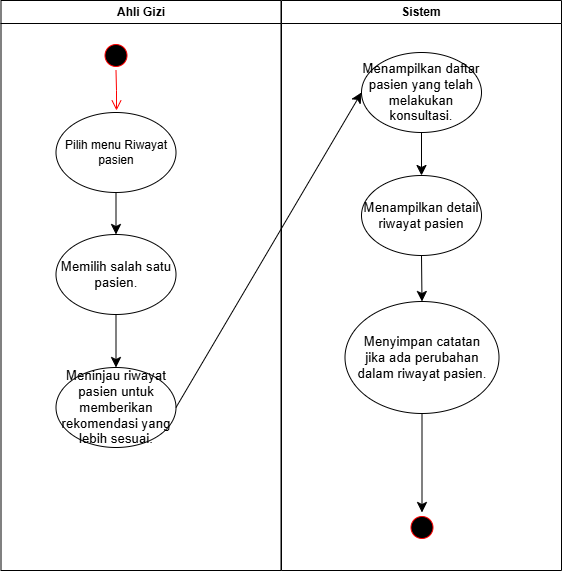 Ahli Gizi
Pilih menu Riwayat
pasien
Memilih salah satu
pasien.
Meninjau riwayat
pasien untuk
memberikan
rekomendasi yang
lebih sesuai.
Sistem
Menampilkan daftar
pasien yang telah
melakukan
konsultasi.
Menampilkan detail
riwayat pasien
Menyimpan catatan
jika ada perubahan
dalam riwayat pasien.